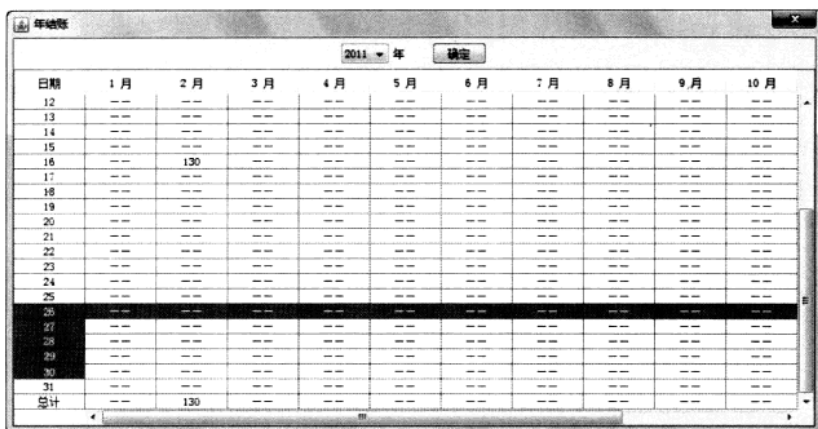 年结账
2011 年 确定
日期 1 月 2 月 3 月 4 月 5 月 6 月 7 月 8 月 9 月 10 月
12 -- -- -- -- -- -- -- -- -- --
13 -- -- -- -- -- -- -- -- -- --
14 -- -- -- -- -- -- -- -- -- --
15 -- -- -- -- -- -- -- -- -- --
16 -- 130 -- -- -- -- -- -- -- --
17 -- -- -- -- -- -- -- -- -- --
18 -- -- -- -- -- -- -- -- -- --
19 -- -- -- -- -- -- -- -- -- --
20 -- -- -- -- -- -- -- -- -- --
21 -- -- -- -- -- -- -- -- -- --
22 -- -- -- -- -- -- -- -- -- --
23 -- -- -- -- -- -- -- -- -- --
24 -- -- -- -- -- -- -- -- -- --
25 -- -- -- -- -- -- -- -- -- --
26 -- -- -- -- -- -- -- -- -- --
27 -- -- -- -- -- -- -- -- -- --
28 -- -- -- -- -- -- -- -- -- --
29 -- -- -- -- -- -- -- -- -- --
30 -- -- -- -- -- -- -- -- -- --
31 -- -- -- -- -- -- -- -- -- --
总计 -- 130 -- -- -- -- -- -- -- --